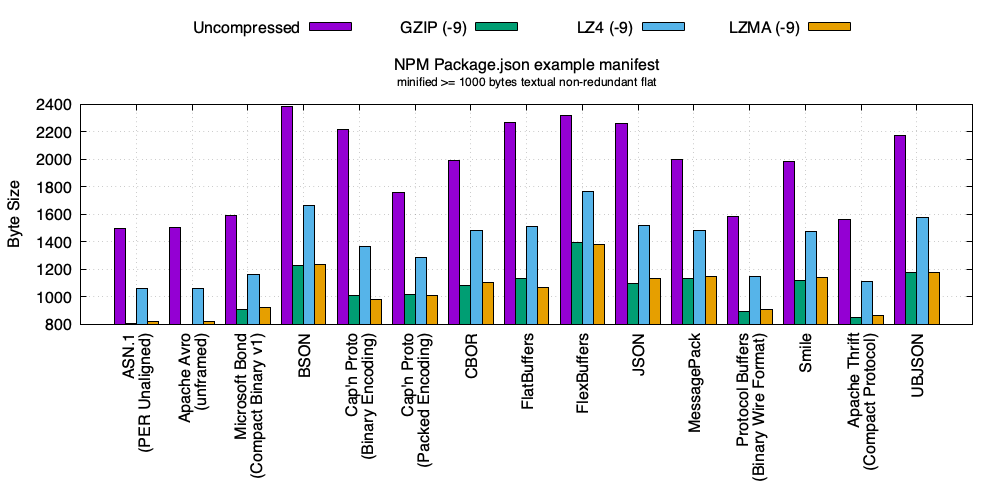 Uncompressed GZIP (-9) LZ4 (-9) LZMA (-9)
NPM Package.json example manifest
minified >= 1000 bytes textual non-redundant flat
Byte Size
2400
2200
2000
1800
1600
1400
1200
1000
800
ASN.1
(PER Unaligned)
Apache Avro
(unframed)
Microsoft Bond
(Compact Binary v1)
BSON
Cap'n Proto
(Binary Encoding)
Cap'n Proto
(Packed Encoding)
CBOR
FlatBuffers
FlexBuffers
JSON
MessagePack
Protocol Buffers
(Binary Wire Format)
Smile
Apache Thrift
(Compact Protocol)
UBJSON